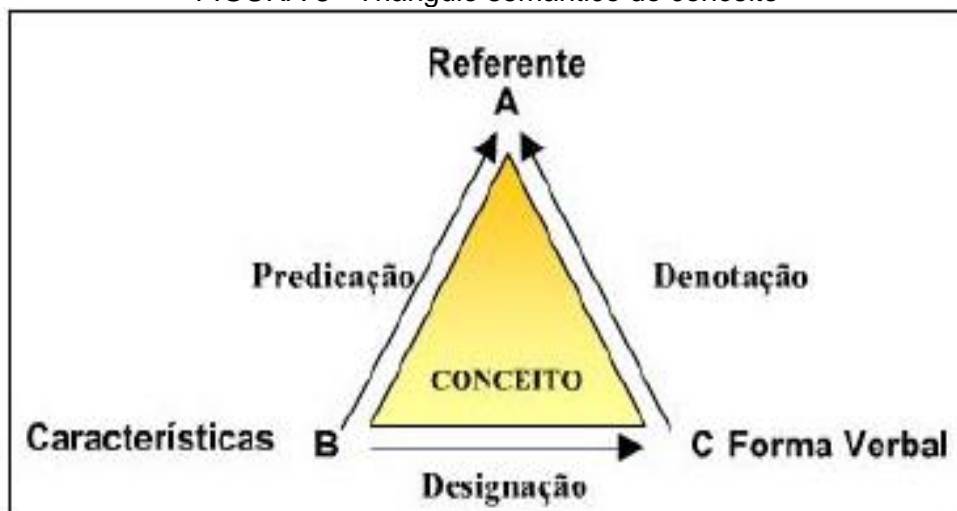 Referente
A
Predicação
Denotação
CONCEITO
Características B
C Forma Verbal
Designação